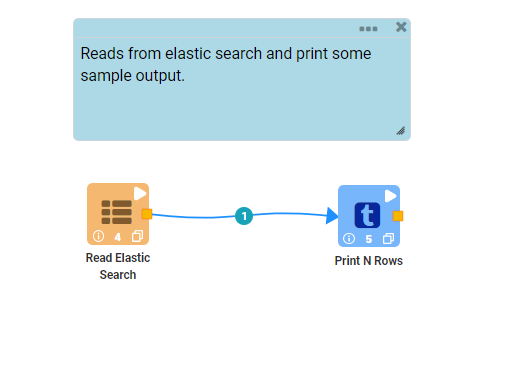 Reads from elastic search and print some
sample output.
1
4
5
Read Elastic
Search
Print N Rows